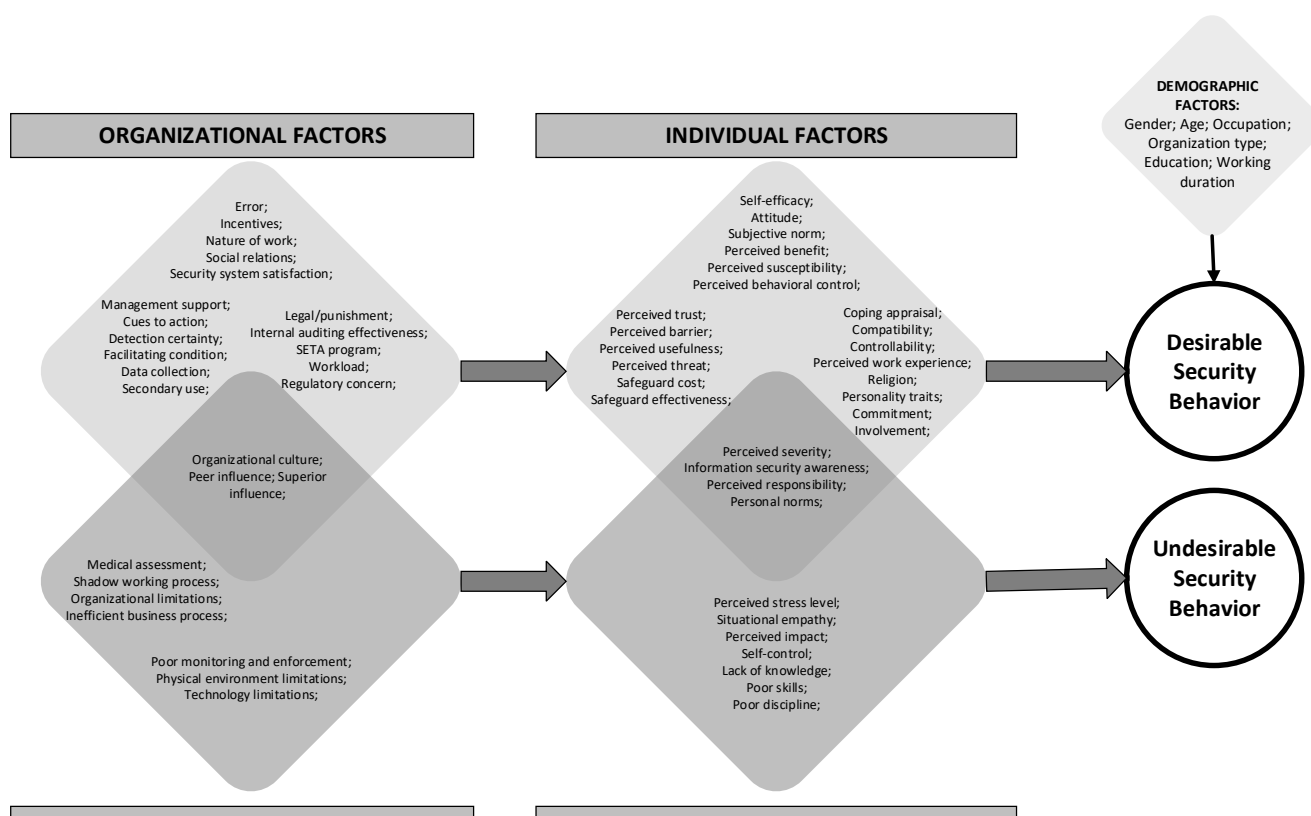 DEMOGRAPHIC
FACTORS:
Gender; Age; Occupation;
Organization type;
Education; Working
duration
ORGANIZATIONAL FACTORS
INDIVIDUAL FACTORS
Error;
Incentives;
Nature of work;
Social relations;
Security system satisfaction;
Management support;
Cues to action;
Detection certainty;
Facilitating condition;
Data collection;
Secondary use;
Legal/punishment;
Internal auditing effectiveness;
SETA program;
Workload;
Regulatory concern;
Organizational culture;
Peer influence; Superior
influence;
Medical assessment;
Shadow working process;
Organizational limitations;
Inefficient business process;
Poor monitoring and enforcement;
Physical environment limitations;
Technology limitations;
Self-efficacy;
Attitude;
Subjective norm;
Perceived benefit;
Perceived susceptibility;
Perceived behavioral control;
Perceived trust;
Perceived barrier;
Perceived usefulness;
Perceived threat;
Safeguard cost;
Safeguard effectiveness;
Coping appraisal;
Compatibility;
Controllability;
Perceived work experience;
Religion;
Personality traits;
Commitment;
Involvement;
Perceived severity;
Information security awareness;
Perceived responsibility;
Personal norms;
Perceived stress level;
Situational empathy;
Perceived impact;
Self-control;
Lack of knowledge;
Poor skills;
Poor discipline;
Desirable
Security
Behavior
Undesirable
Security
Behavior